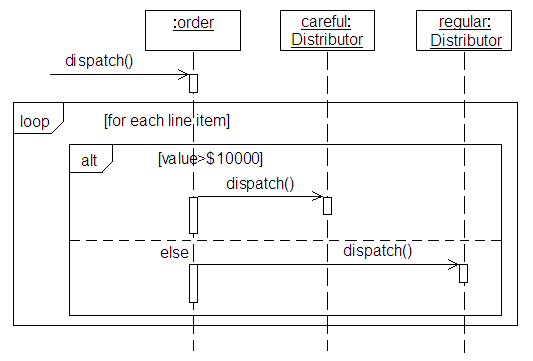 :order
careful:
Distributor
regular:
Distributor
dispatch()
loop
[for each line item]
alt
[value>$10000]
dispatch()
else
dispatch()